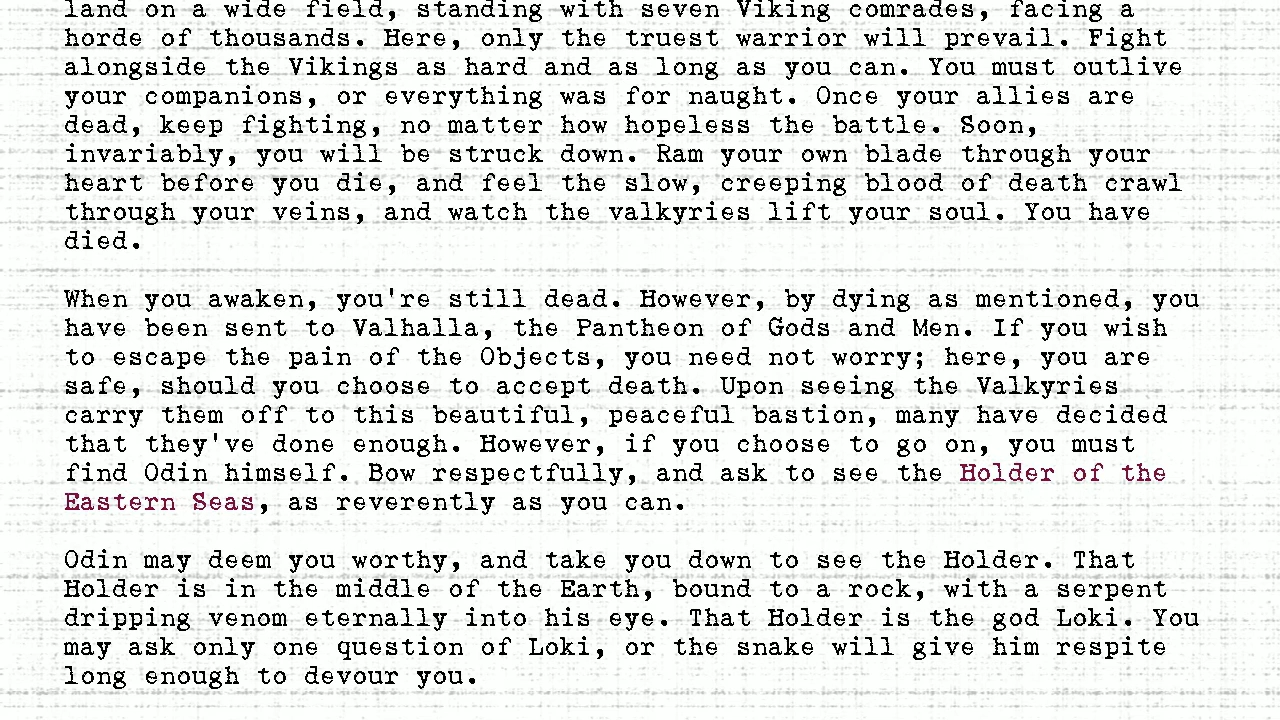 land on a wide field, standing with seven Viking comrades, facing a
horde of thousands. Here, only the truest warrior will prevail. Fight
alongside the Vikings as hard and as long as you can. You must outlive
your companions, or everything was for naught. Once your allies are
dead, keep fighting, no matter how hopeless the battle. Soon,
invariably, you will be struck down. Ram your own blade through your
heart before you die, and feel the slow, creeping blood of death crawl
through your veins, and watch the valkyries lift your soul. You have
died.
When you awaken, you're still dead. However, by dying as mentioned, you
have been sent to Valhalla, the Pantheon of Gods and Men. If you wish
to escape the pain of the Objects, you need not worry; here, you are
safe, should you choose to accept death. Upon seeing the Valkyries
carry them off to this beautiful, peaceful bastion, many have decided
that they've done enough. However, if you choose to go on, you must
find Odin himself. Bow respectfully, and ask to see the Holder of the
Eastern Seas, as reverently as you can.
Odin may deem you worthy, and take you down to see the Holder. That
Holder is in the middle of the Earth, bound to a rock, with a serpent
dripping venom eternally into his eye. That Holder is the god Loki. You
may ask only one question of Loki, or the snake will give him respite
long enough to devour you.